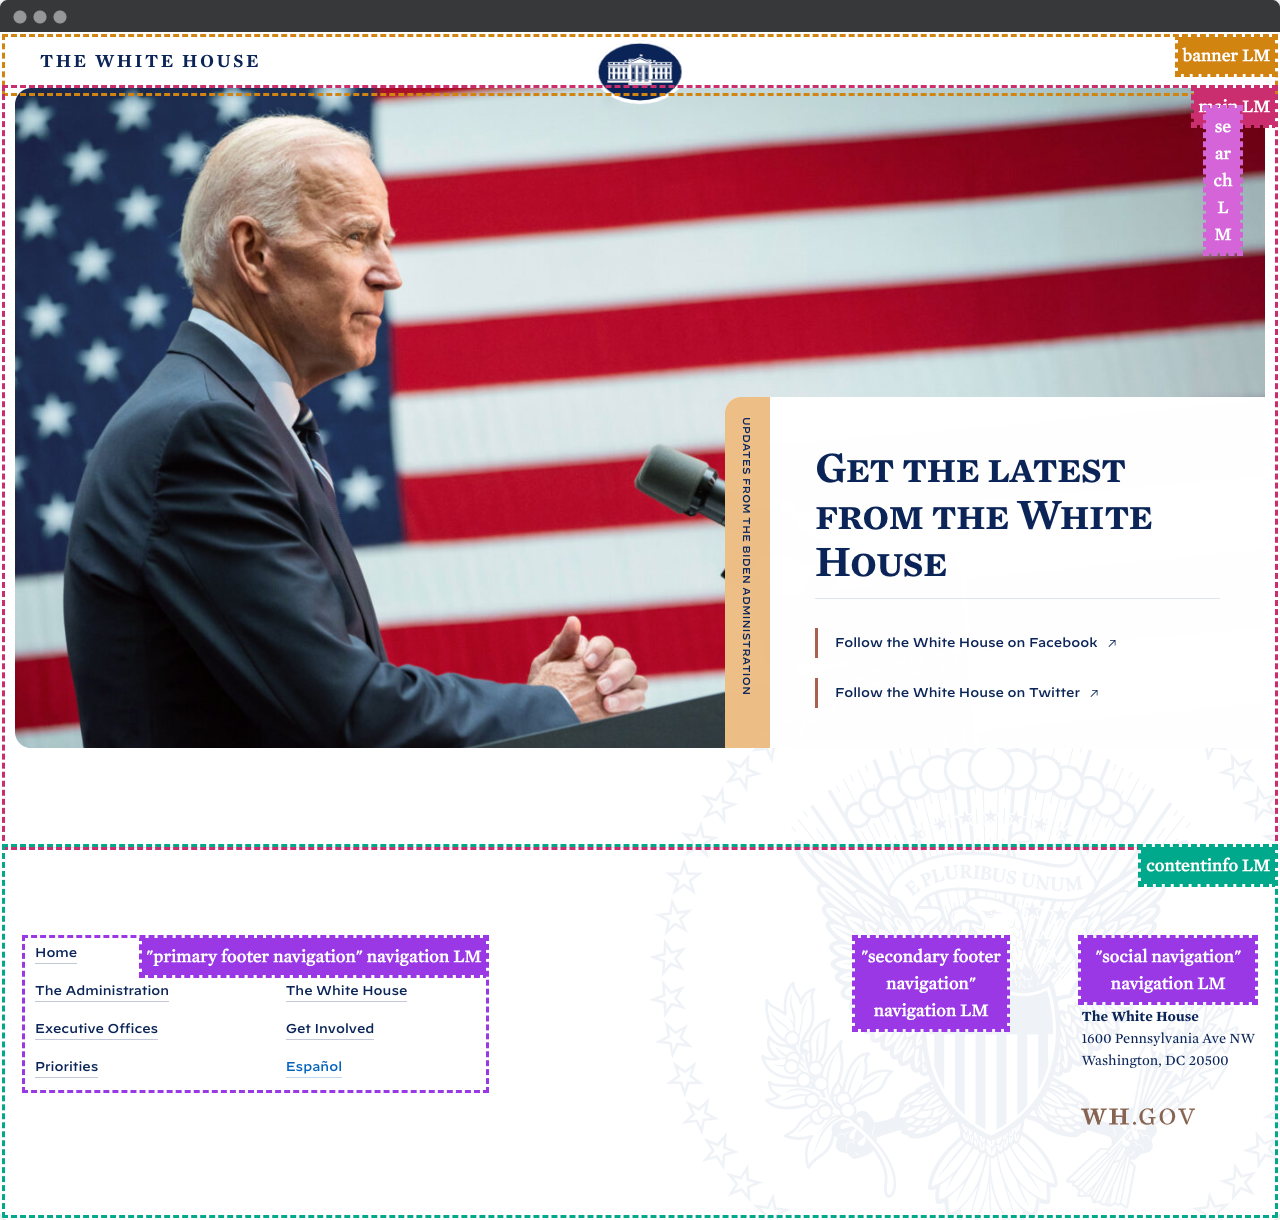 THE WHITE HOUSE
banner LM
main LM
se
ar
ch
L
M
UPDATES FROM THE BIDEN ADMINISTRATION
GET THE LATEST
FROM THE WHITE
HOUSE
Follow the White House on Facebook ↗
Follow the White House on Twitter ↗
E PLURIBUS UNUM
contentinfo LM
Home
"primary footer navigation" navigation LM
The Administration
The White House
Executive Offices
Get Involved
Priorities
Español
"secondary footer
navigation"
navigation LM
"social navigation"
navigation LM
The White House
1600 Pennsylvania Ave NW
Washington, DC 20500
WH.GOV